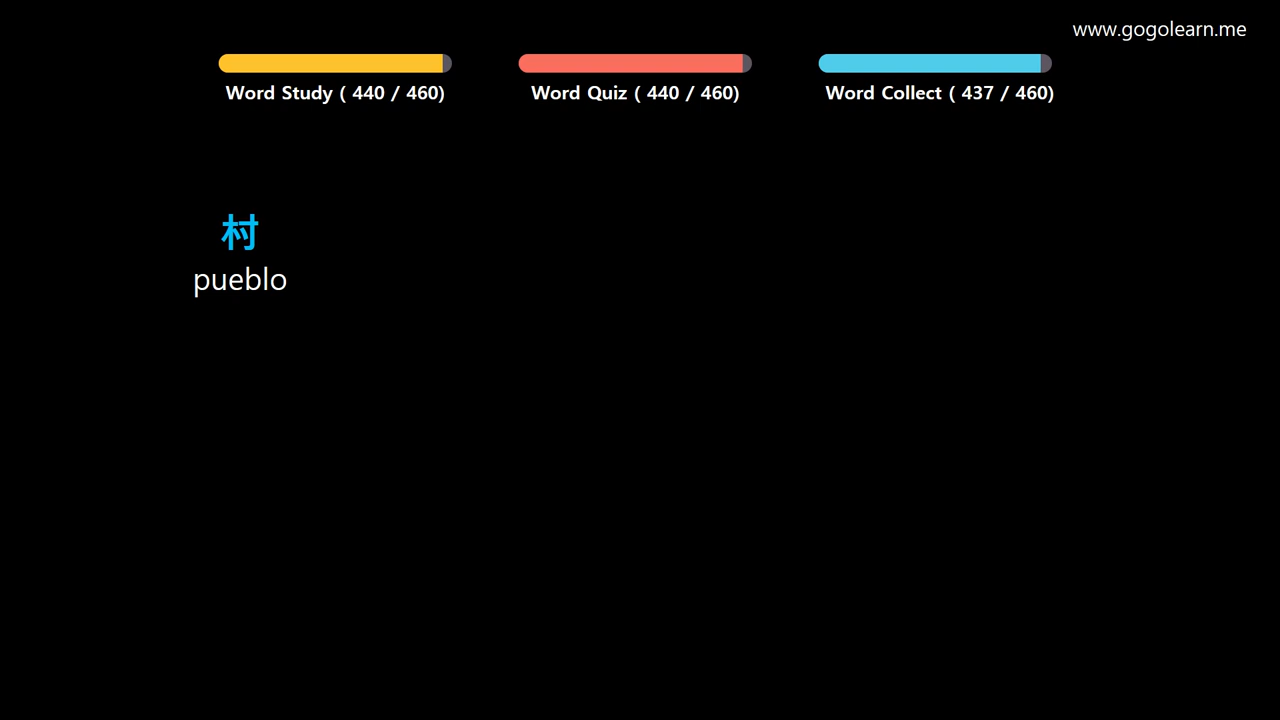 www.gogolearn.me
Word Study ( 440 / 460)
Word Quiz ( 440 / 460)
Word Collect ( 437 / 460)
村
pueblo